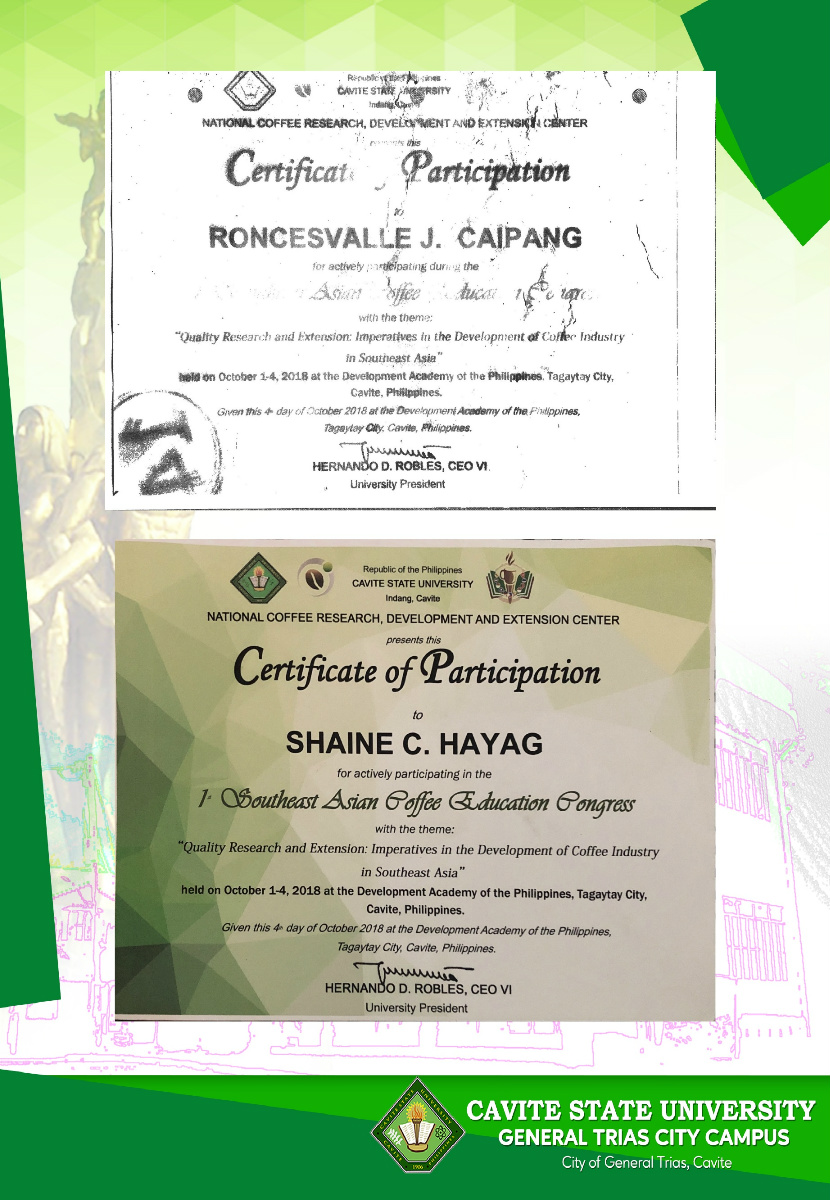 Republic of the Philippines
CAVITE STATE UNIVERSITY
Indang, Cavite
NATIONAL COFFEE RESEARCH, DEVELOPMENT AND EXTENSION CENTER
presents this
Certificate Participation
to
RONCESVALLE J. CAIPANG
for actively participating during the
Asian Coffee Education Congress
with the theme:
"Quality Research and Extension: Imperatives in the Development of Coffee Industry
in Southeast Asia"
held on October 1-4, 2018 at the Development Academy of the Philippines, Tagaytay City,
Cavite, Philippines.
Given this 4th day of October 2018 at the Development Academy of the Philippines,
Tagaytay City, Cavite, Philippines.
HERNANDO D. ROBLES, CEO VI
University President
Republic of the Philippines
CAVITE STATE UNIVERSITY
Indang, Cavite
NATIONAL COFFEE RESEARCH, DEVELOPMENT AND EXTENSION CENTER
presents this
Certificate of Participation
to
SHAINE C. HAYAG
for actively participating in the
1st Southeast Asian Coffee Education Congress
with the theme:
"Quality Research and Extension: Imperatives in the Development of Coffee Industry
in Southeast Asia"
held on October 1-4, 2018 at the Development Academy of the Philippines, Tagaytay City,
Cavite, Philippines.
Given this 4th day of October 2018 at the Development Academy of the Philippines,
Tagaytay City, Cavite, Philippines.
HERNANDO D. ROBLES, CEO VI
University President
CAVITE STATE UNIVERSITY
GENERAL TRIAS CITY CAMPUS
City of General Trias, Cavite